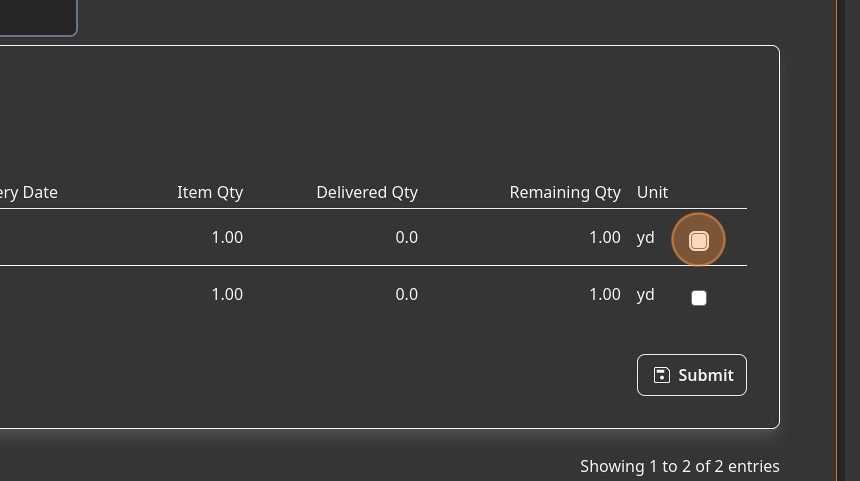 ery Date Item Qty Delivered Qty Remaining Qty Unit
1.00 0.0 1.00 yd
1.00 0.0 1.00 yd
Submit
Showing 1 to 2 of 2 entries